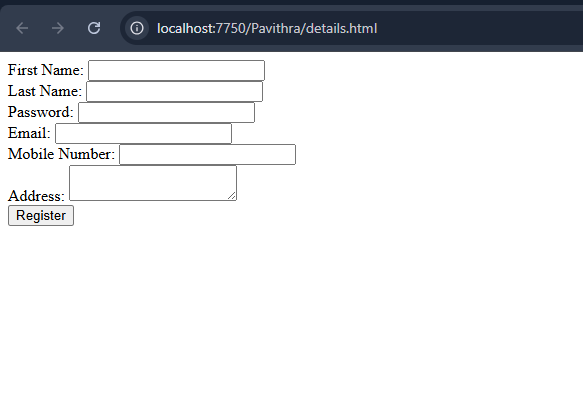 localhost:7750/Pavithra/details.html
First Name:
Last Name:
Password:
Email:
Mobile Number:
Address:
Register